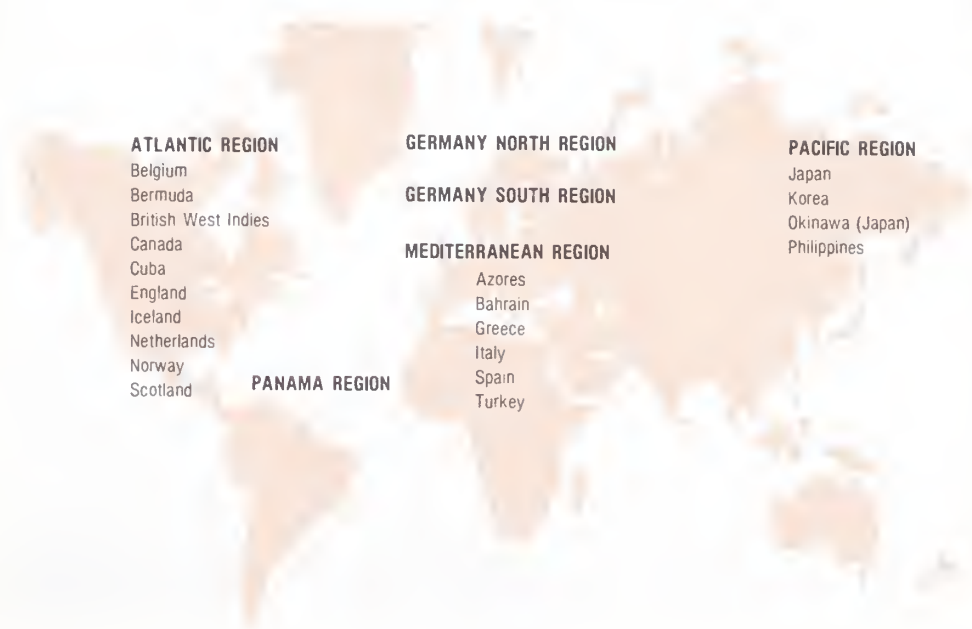 ATLANTIC REGION
Belgium
Bermuda
British West Indies
Canada
Cuba
England
Iceland
Netherlands
Norway
Scotland
PANAMA REGION
GERMANY NORTH REGION
GERMANY SOUTH REGION
MEDITERRANEAN REGION
Azores
Bahrain
Greece
Italy
Spain
Turkey
PACIFIC REGION
Japan
Korea
Okinawa (Japan)
Philippines